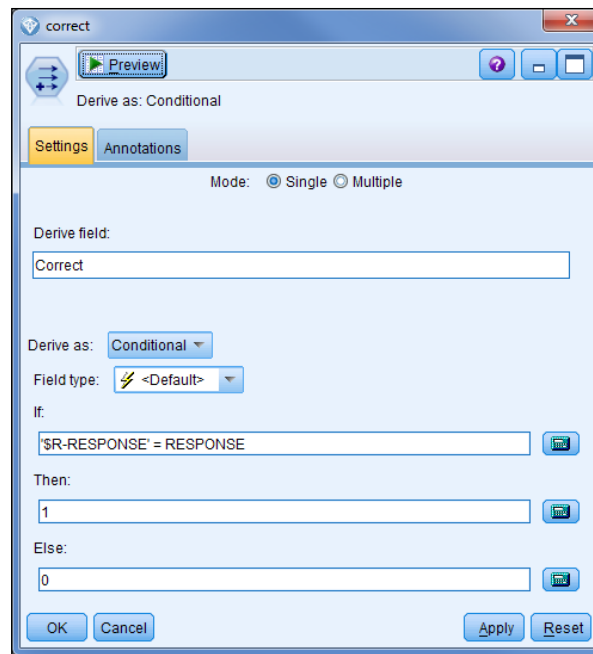 correct
Preview
Derive as: Conditional
Settings Annotations
Mode: Single Multiple
Derive field:
Correct
Derive as: Conditional
Field type: <Default>
If:
'$R-RESPONSE' = RESPONSE
Then:
1
Else:
0
OK Cancel Apply Reset